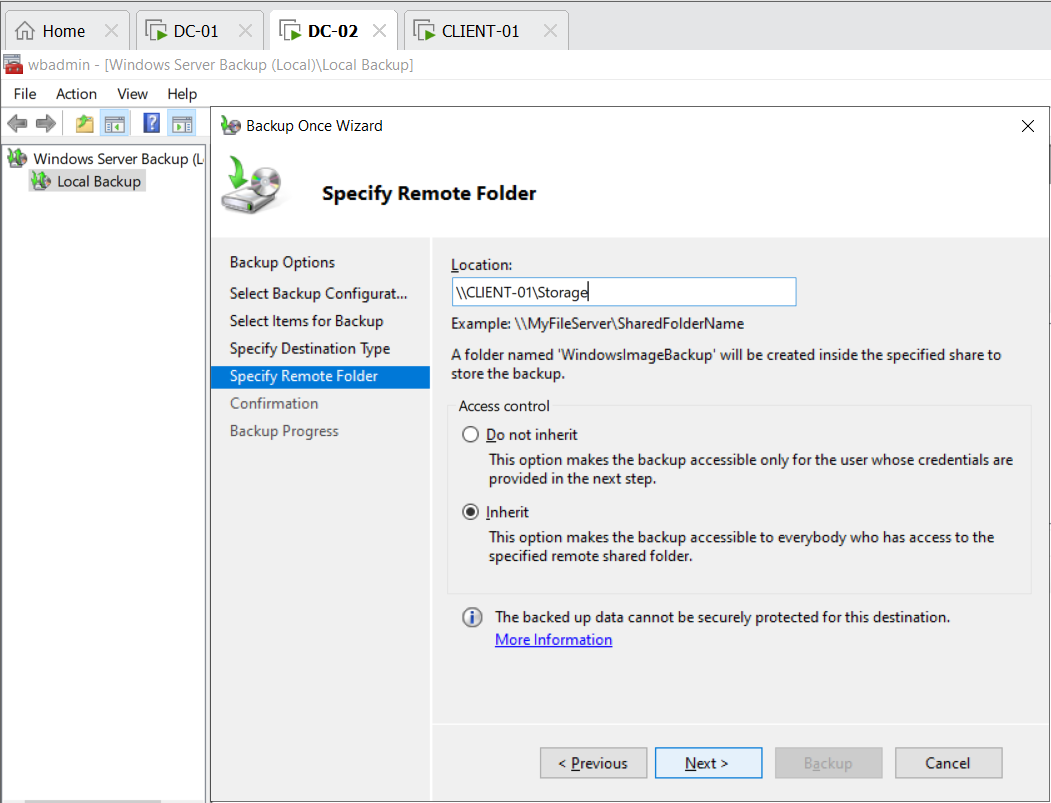 Home
DC-01
DC-02
CLIENT-01
wbadmin - [Windows Server Backup (Local)\Local Backup]
File Action View Help
Windows Server Backup (L
Local Backup
Backup Once Wizard
Specify Remote Folder
Backup Options
Select Backup Configurat...
Select Items for Backup
Specify Destination Type
Specify Remote Folder
Confirmation
Backup Progress
Location:
\\CLIENT-01\Storage
Example: \\MyFileServer\SharedFolderName
A folder named 'WindowsImageBackup' will be created inside the specified share to
store the backup.
Access control
Do not inherit
This option makes the backup accessible only for the user whose credentials are
provided in the next step.
Inherit
This option makes the backup accessible to everybody who has access to the
specified remote shared folder.
The backed up data cannot be securely protected for this destination.
More Information
< Previous
Next >
Backup
Cancel